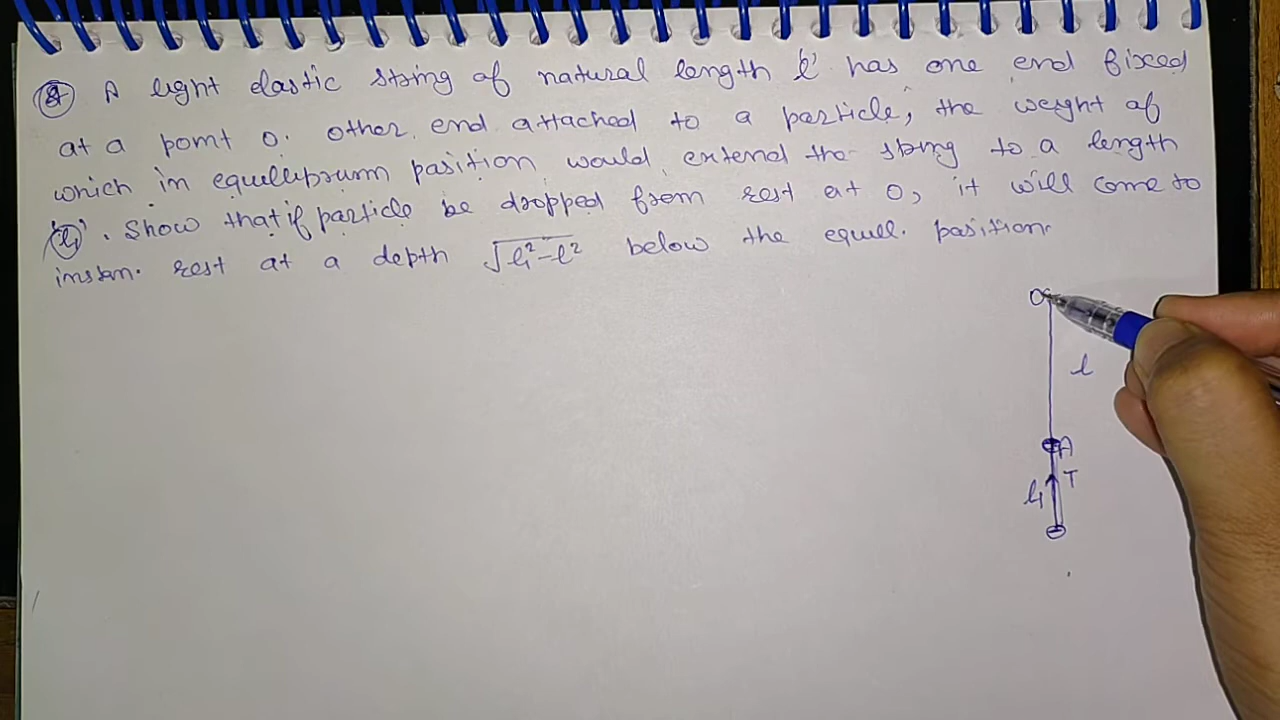 A light elastic string of natural length 'l' has one end fixed
at a point O. other end attached to a particle, the weight of
which in equillibrium position would extend the string to a length
'l₁'. Show that if particle be dropped from rest at O, it will come to
instan. rest at a depth √l₁²-l² below the equill. position.
O
l
A
T
l₁